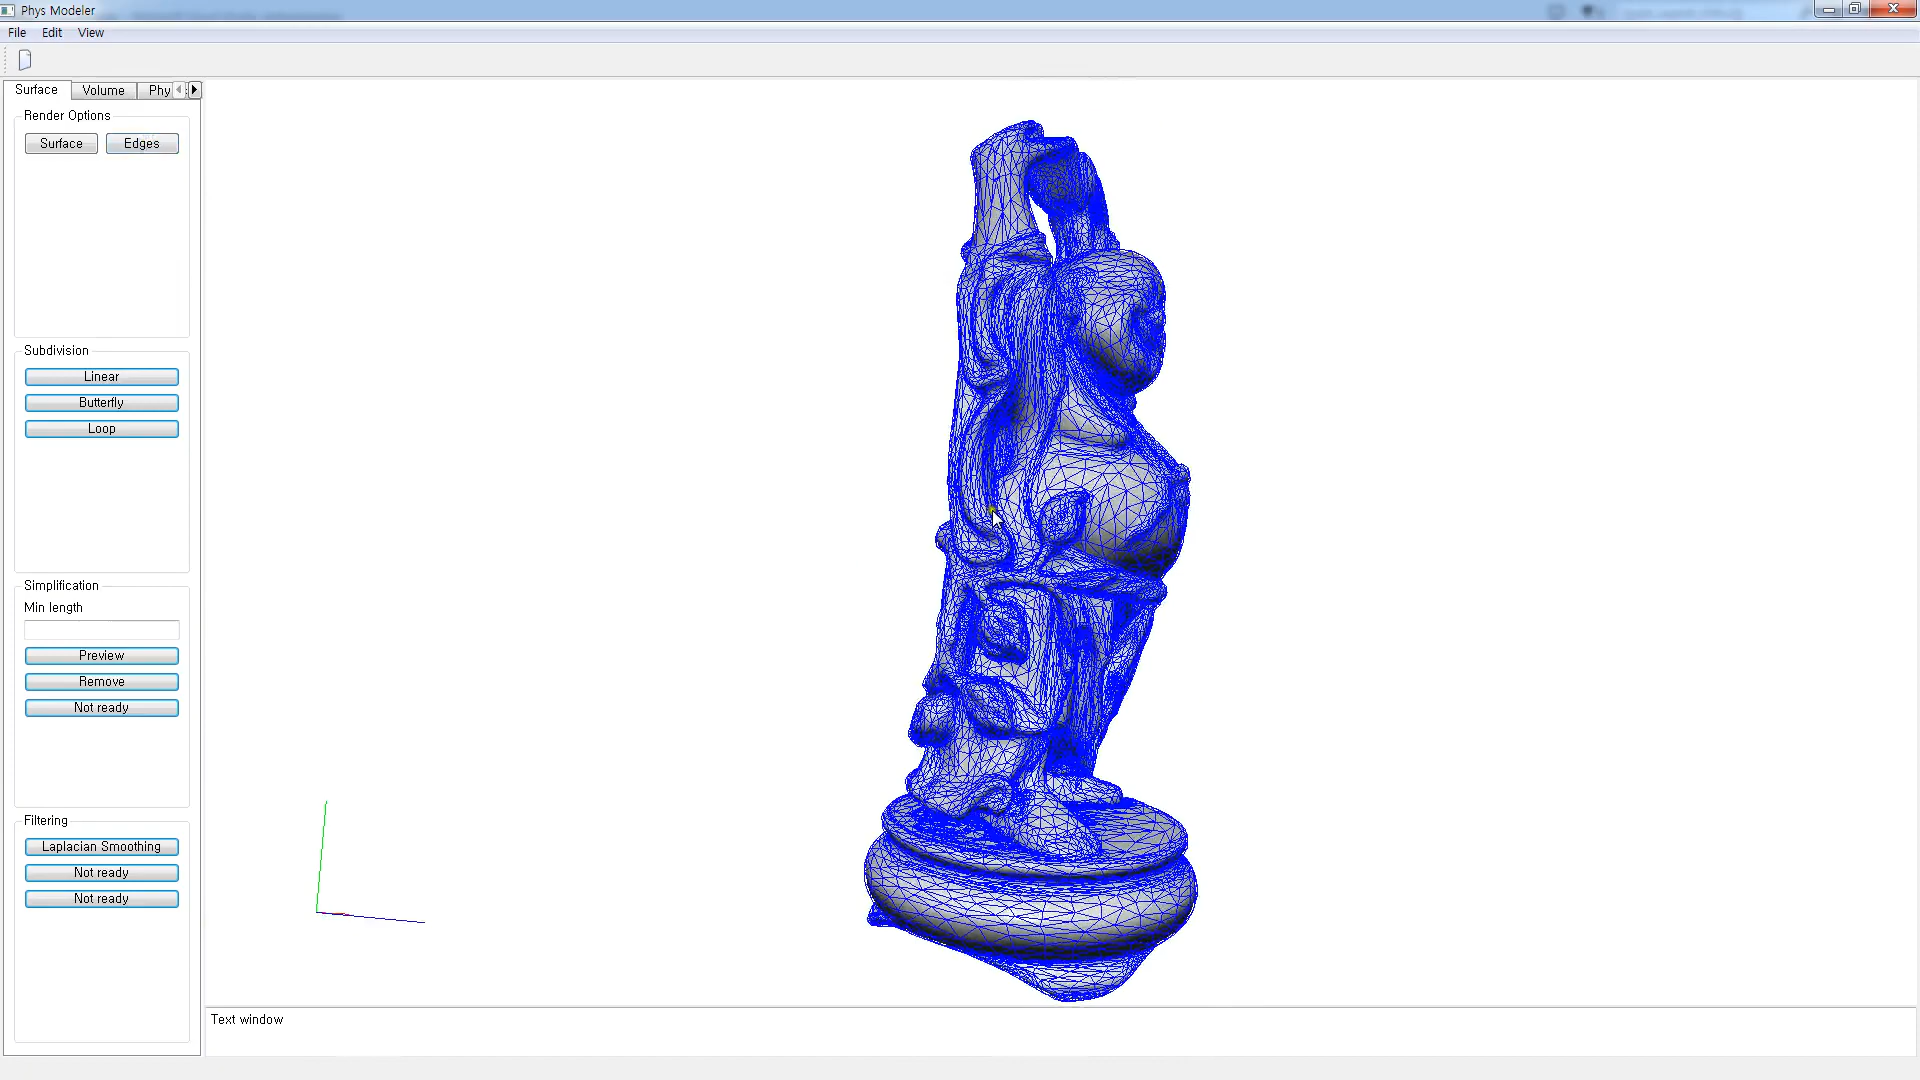 Phys Modeler
File Edit View
Surface Volume Phy
Render Options
Surface Edges
Subdivision
Linear
Butterfly
Loop
Simplification
Min length
Preview
Remove
Not ready
Filtering
Laplacian Smoothing
Not ready
Not ready
Text window